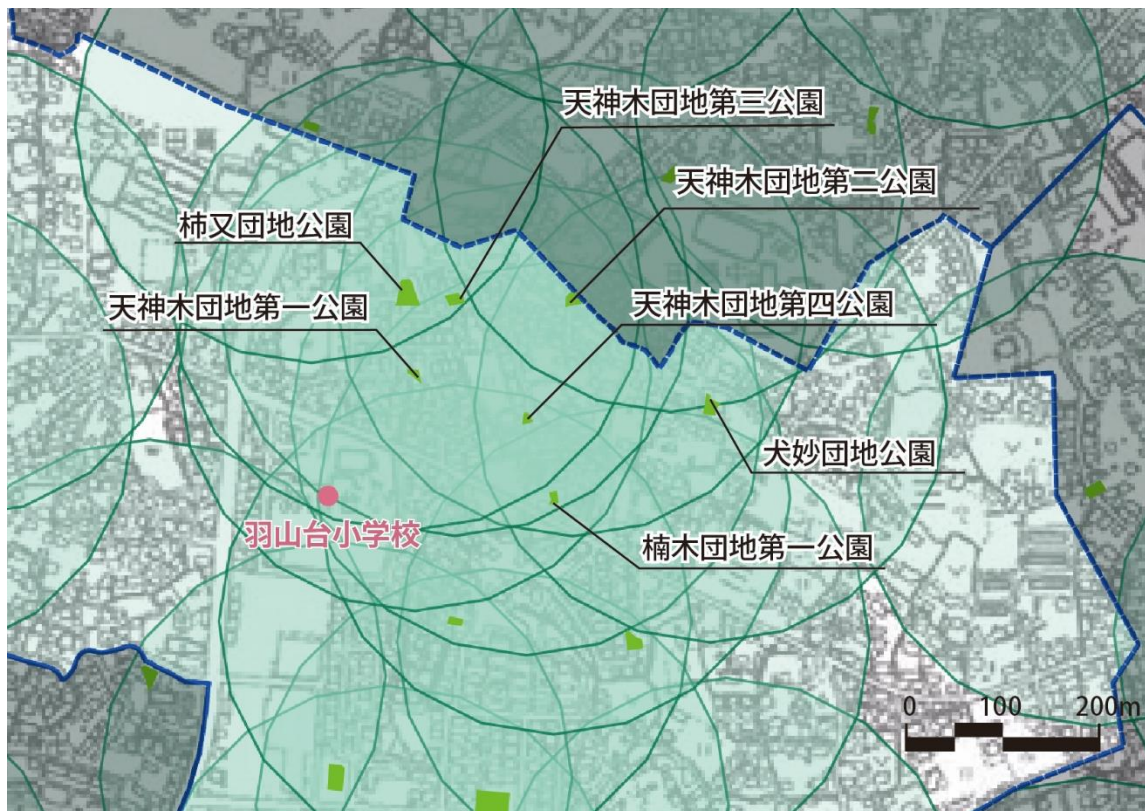 天神木団地第三公園
天神木団地第二公園
柿又団地公園
天神木団地第四公園
天神木団地第一公園
犬妙団地公園
羽山台小学校
楠木団地第一公園
0 100 200m